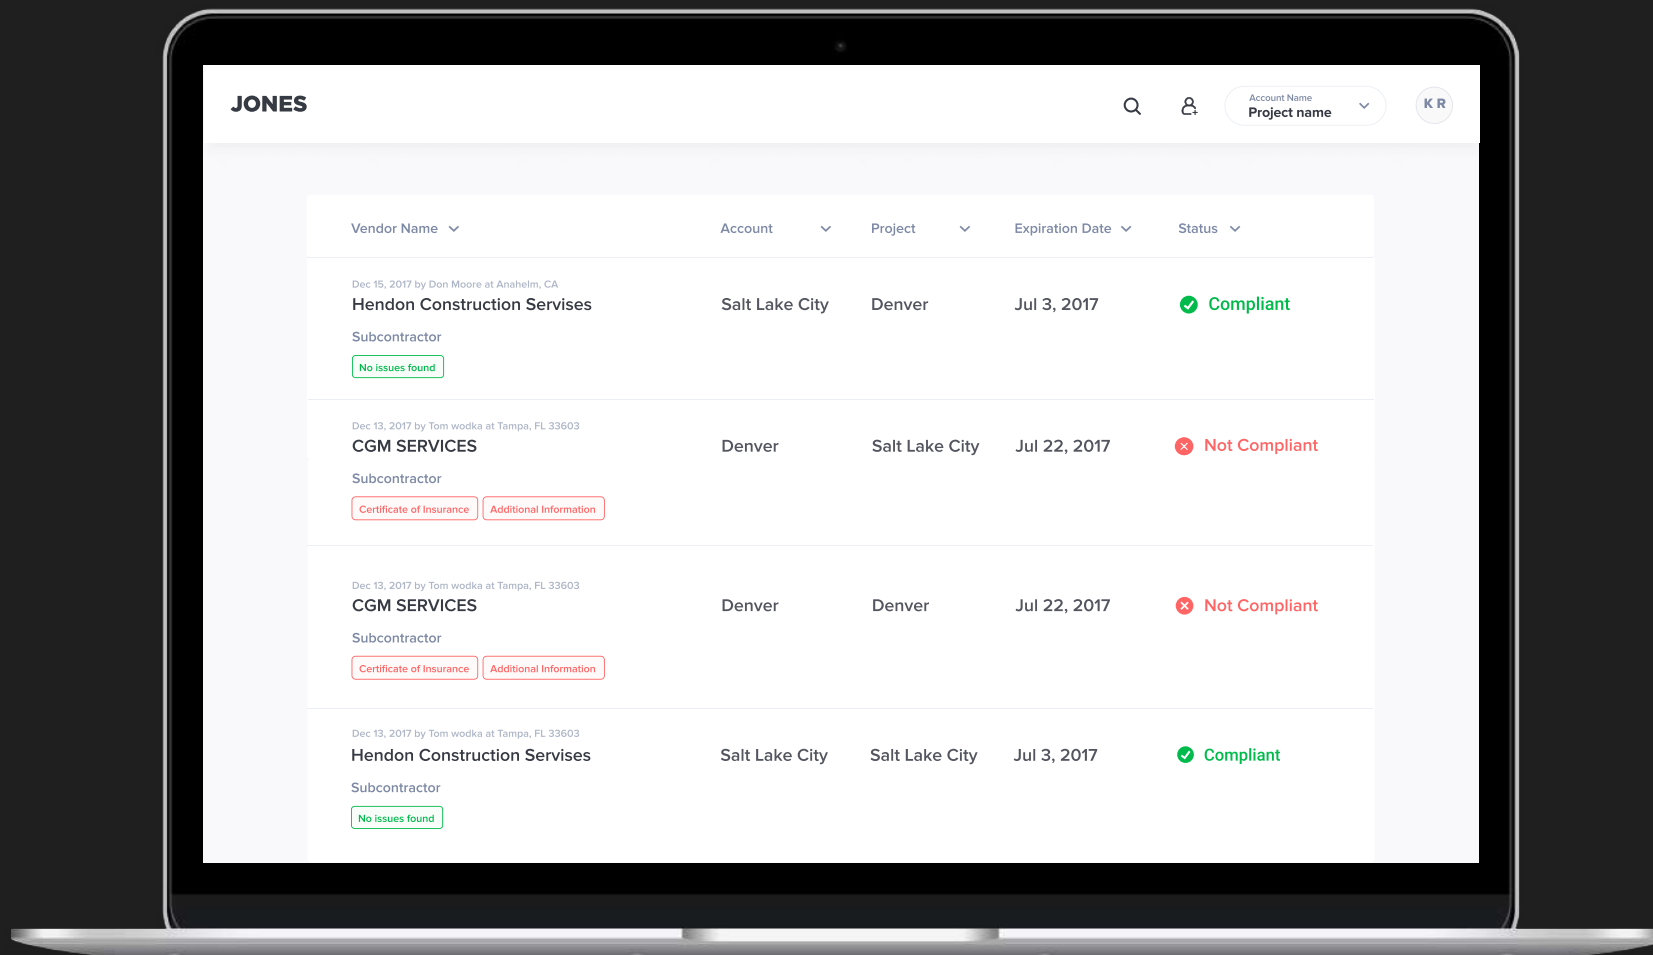 JONES
Account Name
Project name
K R
Vendor Name
Account
Project
Expiration Date
Status
Dec 15, 2017 by Don Moore at Anahelm, CA
Hendon Construction Servises
Salt Lake City
Denver
Jul 3, 2017
Compliant
Subcontractor
No issues found
Dec 13, 2017 by Tom wodka at Tampa, FL 33603
CGM SERVICES
Denver
Salt Lake City
Jul 22, 2017
Not Compliant
Subcontractor
Certificate of Insurance
Additional Information
Dec 13, 2017 by Tom wodka at Tampa, FL 33603
CGM SERVICES
Denver
Denver
Jul 22, 2017
Not Compliant
Subcontractor
Certificate of Insurance
Additional Information
Dec 13, 2017 by Tom wodka at Tampa, FL 33603
Hendon Construction Servises
Salt Lake City
Salt Lake City
Jul 3, 2017
Compliant
Subcontractor
No issues found